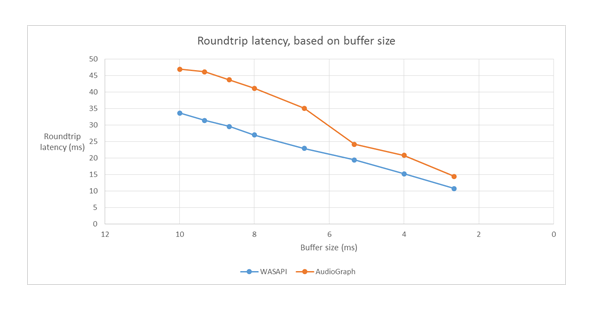 Roundtrip latency, based on buffer size
50
45
40
35
30
25
20
15
10
5
0
Roundtrip
latency (ms)
12 10 8 6 4 2 0
Buffer size (ms)
WASAPI AudioGraph